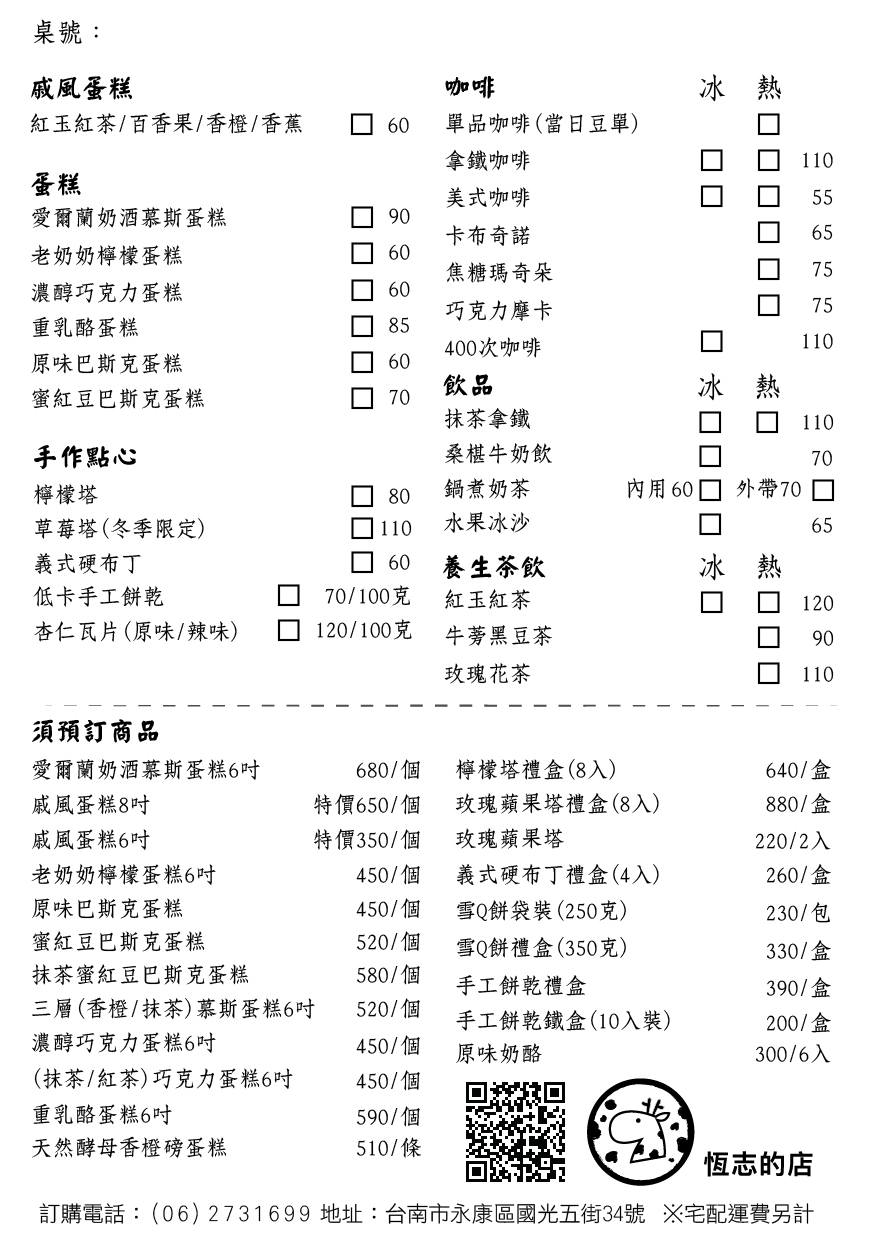 桌號：
戚風蛋糕
紅玉紅茶/百香果/香橙/香蕉 □ 60
蛋糕
愛爾蘭奶酒慕斯蛋糕 □ 90
老奶奶檸檬蛋糕 □ 60
濃醇巧克力蛋糕 □ 60
重乳酪蛋糕 □ 85
原味巴斯克蛋糕 □ 60
蜜紅豆巴斯克蛋糕 □ 70
手作點心
檸檬塔 □ 80
草莓塔(冬季限定) □ 110
義式硬布丁 □ 60
低卡手工餅乾 □ 70/100克
杏仁瓦片(原味/辣味) □ 120/100克
咖啡 冰 熱
單品咖啡(當日豆單) □
拿鐵咖啡 □ □ 110
美式咖啡 □ □ 55
卡布奇諾 □ 65
焦糖瑪奇朵 □ 75
巧克力摩卡 □ 75
400次咖啡 □ 110
飲品 冰 熱
抹茶拿鐵 □ □ 110
桑椹牛奶飲 □ 70
鍋煮奶茶 內用60 □ 外帶70 □
水果冰沙 □ 65
養生茶飲 冰 熱
紅玉紅茶 □ □ 120
牛蒡黑豆茶 □ 90
玫瑰花茶 □ 110
須預訂商品
愛爾蘭奶酒慕斯蛋糕6吋 680/個
戚風蛋糕8吋 特價650/個
戚風蛋糕6吋 特價350/個
老奶奶檸檬蛋糕6吋 450/個
原味巴斯克蛋糕 450/個
蜜紅豆巴斯克蛋糕 520/個
抹茶蜜紅豆巴斯克蛋糕 580/個
三層(香橙/抹茶)慕斯蛋糕6吋 520/個
濃醇巧克力蛋糕6吋 450/個
(抹茶/紅茶)巧克力蛋糕6吋 450/個
重乳酪蛋糕6吋 590/個
天然酵母香橙磅蛋糕 510/條
檸檬塔禮盒(8入) 640/盒
玫瑰蘋果塔禮盒(8入) 880/盒
玫瑰蘋果塔 220/2入
義式硬布丁禮盒(4入) 260/盒
雪Q餅袋裝(250克) 230/包
雪Q餅禮盒(350克) 330/盒
手工餅乾禮盒 390/盒
手工餅乾鐵盒(10入裝) 200/盒
原味奶酪 300/6入
恆志的店
訂購電話：(06)2731699 地址：台南市永康區國光五街34號 ※宅配運費另計